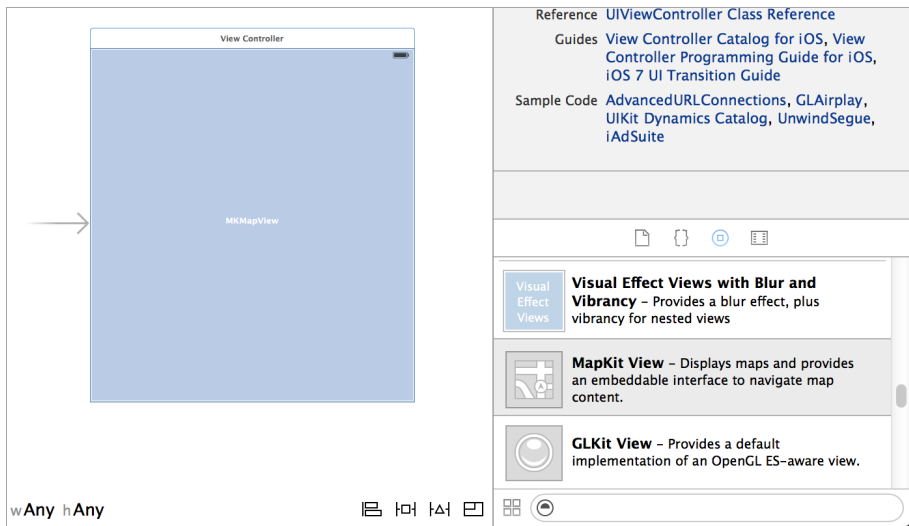 View Controller
MKMapView
wAny hAny
Reference UIViewController Class Reference
Guides View Controller Catalog for iOS, View
Controller Programming Guide for iOS,
iOS 7 UI Transition Guide
Sample Code AdvancedURLConnections, GLAirplay,
UIKit Dynamics Catalog, UnwindSegue,
iAdSuite
Visual
Effect
Views
Visual Effect Views with Blur and
Vibrancy – Provides a blur effect, plus
vibrancy for nested views
MapKit View – Displays maps and provides
an embeddable interface to navigate map
content.
GLKit View – Provides a default
implementation of an OpenGL ES-aware view.